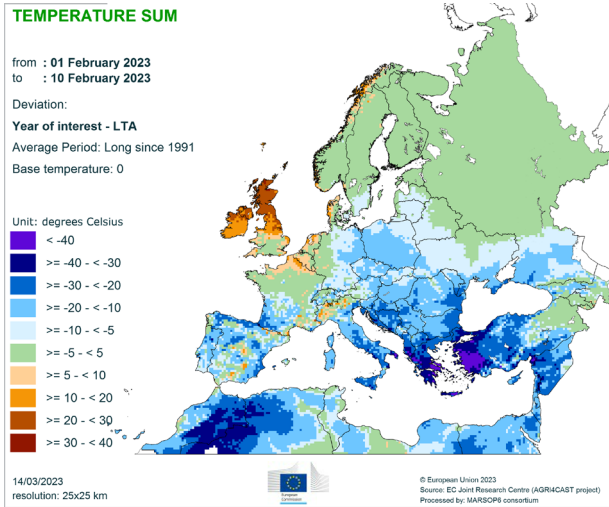 TEMPERATURE SUM
from : 01 February 2023
to : 10 February 2023
Deviation:
Year of interest - LTA
Average Period: Long since 1991
Base temperature: 0
Unit: degrees Celsius
< -40
>= -40 - < -30
>= -30 - < -20
>= -20 - < -10
>= -10 - < -5
>= -5 - < 5
>= 5 - < 10
>= 10 - < 20
>= 20 - < 30
>= 30 - < 40
14/03/2023
resolution: 25x25 km
European
Commission
© European Union 2023
Source: EC Joint Research Centre (AGRI4CAST project)
Processed by: MARSOP6 consortium